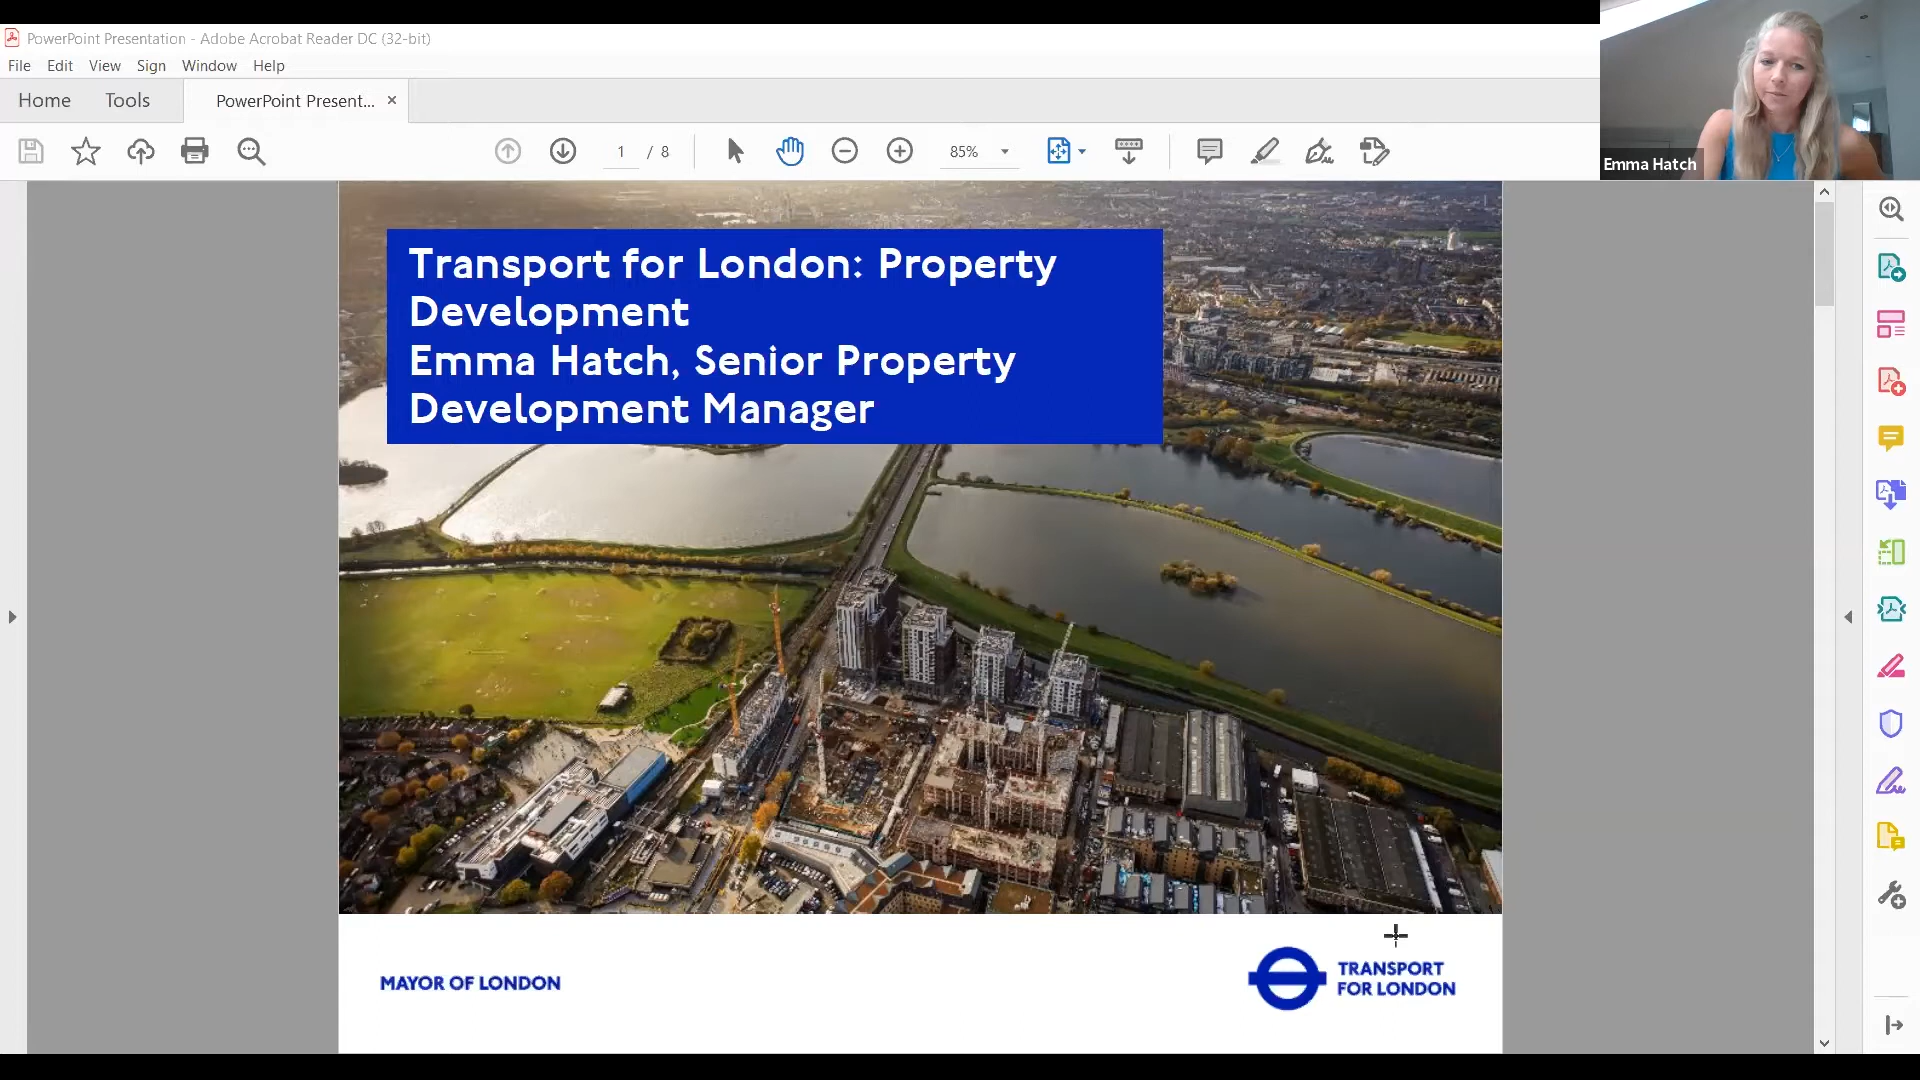 PowerPoint Presentation - Adobe Acrobat Reader DC (32-bit)
File Edit View Sign Window Help
Home Tools PowerPoint Present... ×
1 / 8 85%
Emma Hatch
Transport for London: Property
Development
Emma Hatch, Senior Property
Development Manager
MAYOR OF LONDON
TRANSPORT
FOR LONDON